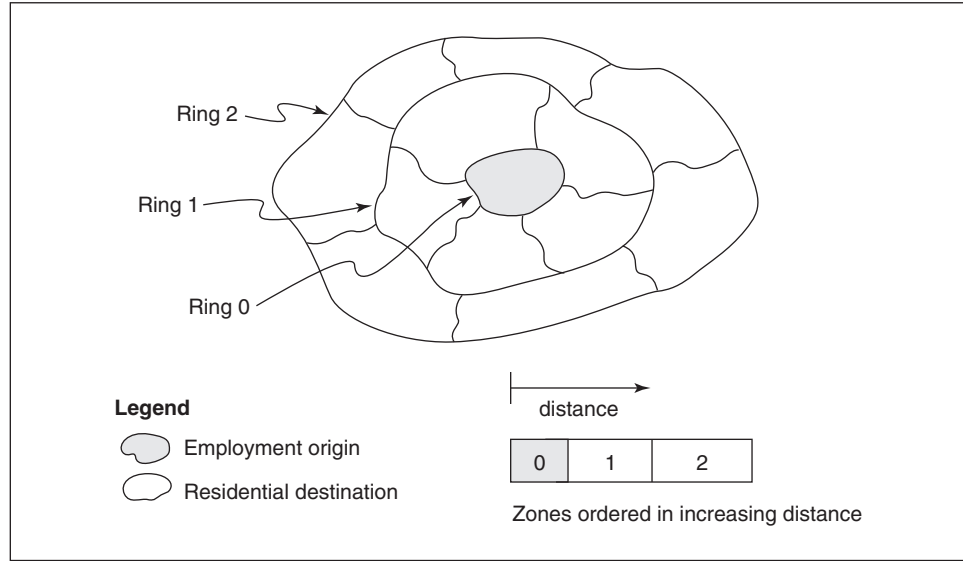 Ring 2
Ring 1
Ring 0
Legend
Employment origin
Residential destination
distance
0 1 2
Zones ordered in increasing distance